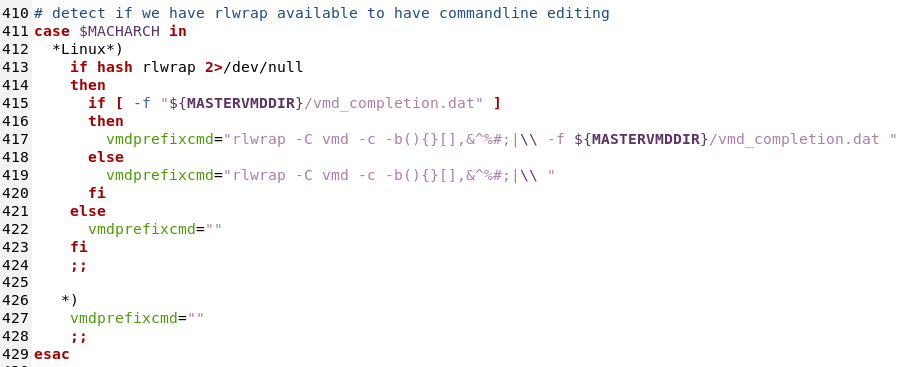 410 # detect if we have rlwrap available to have commandline editing
411 case $MACHARCH in
412   *Linux*)
413     if hash rlwrap 2>/dev/null
414     then
415       if [ -f "${MASTERVMDDIR}/vmd_completion.dat" ]
416       then
417         vmdprefixcmd="rlwrap -C vmd -c -b(){}[],&^%#;|\\ -f ${MASTERVMDDIR}/vmd_completion.dat "
418       else
419         vmdprefixcmd="rlwrap -C vmd -c -b(){}[],&^%#;|\\ "
420       fi
421     else
422       vmdprefixcmd=""
423     fi
424     ;;
425
426    *)
427     vmdprefixcmd=""
428     ;;
429 esac